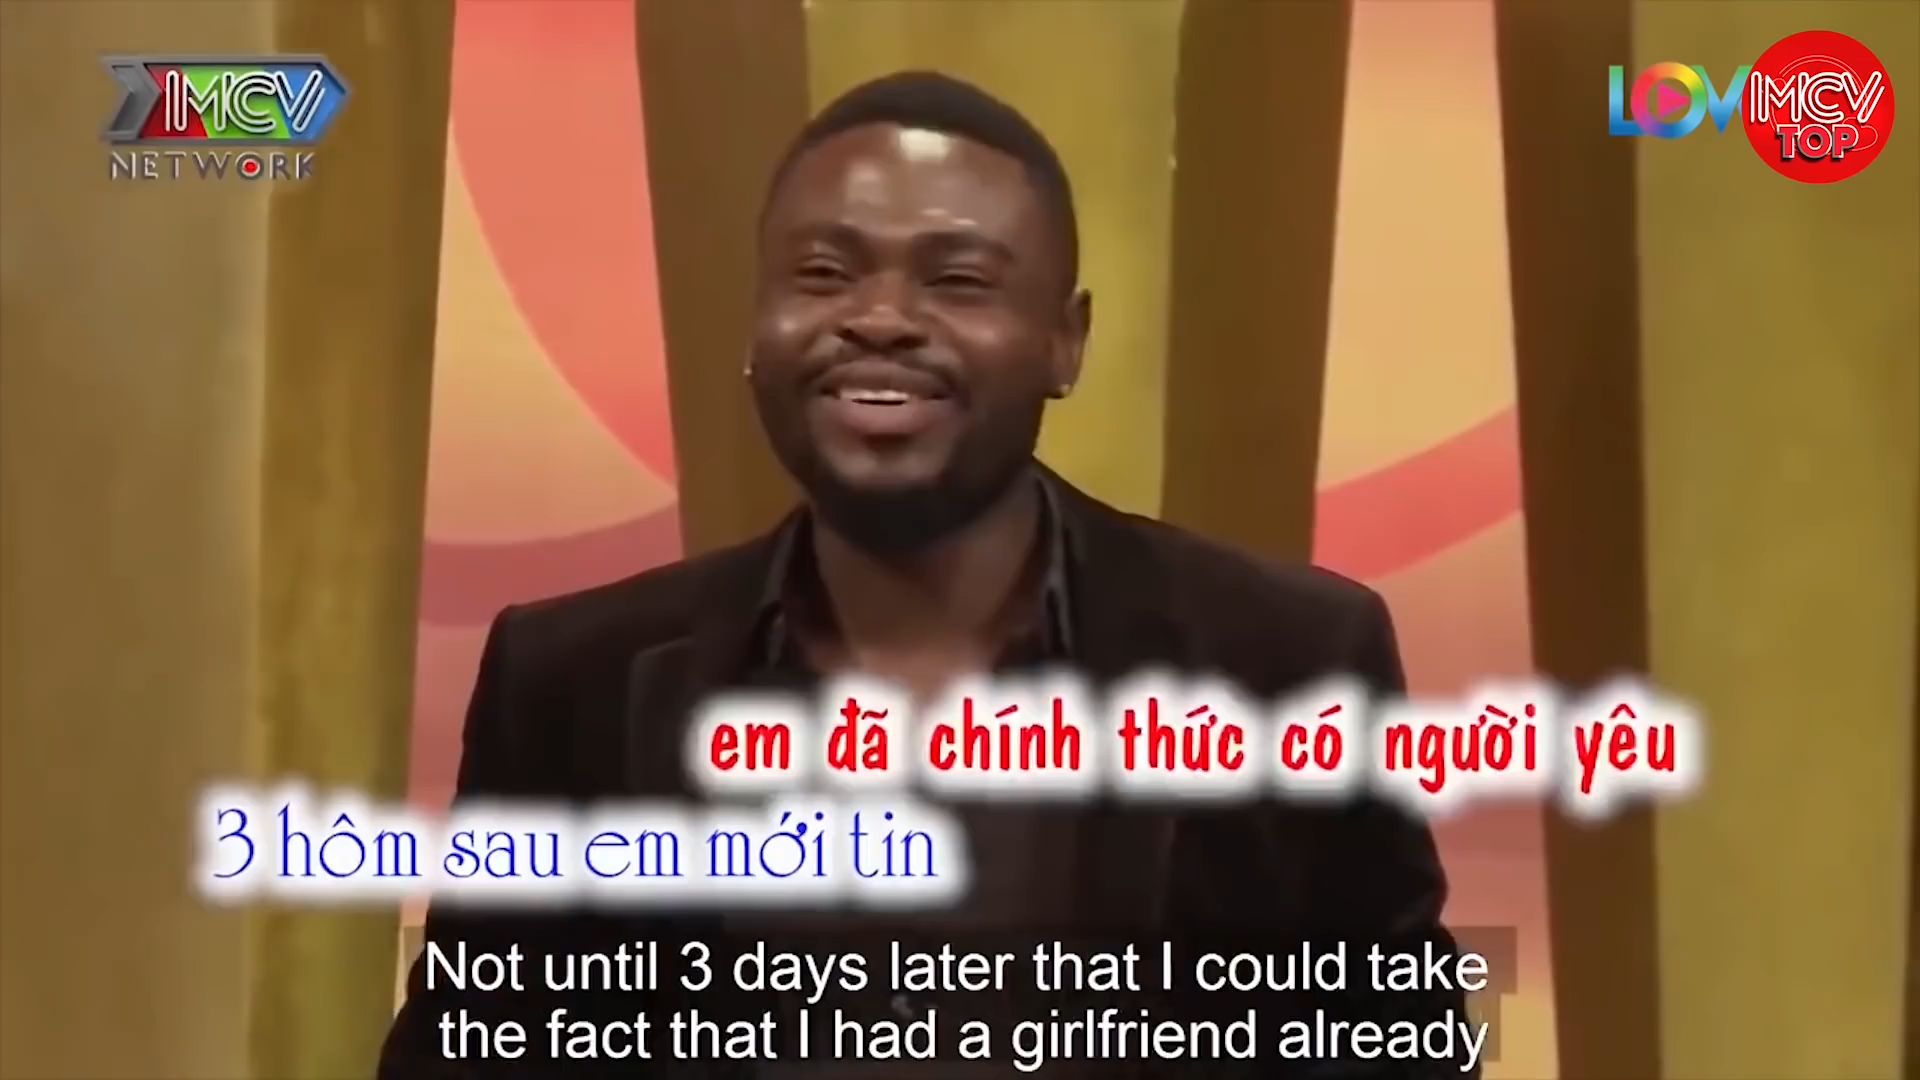 MCV
NETWORK
LOV
MCV
TOP
em đã chính thức có người yêu
3 hôm sau em mới tin
Not until 3 days later that I could take
the fact that I had a girlfriend already